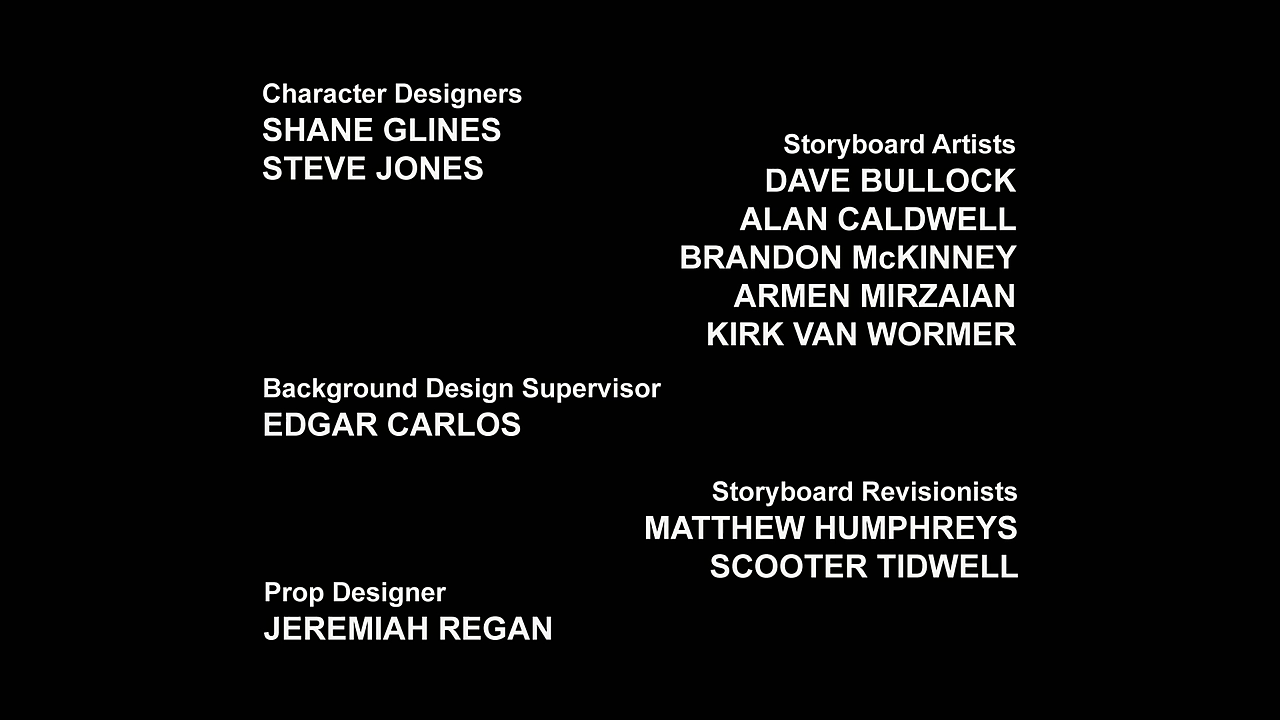 Character Designers
SHANE GLINES
STEVE JONES
Storyboard Artists
DAVE BULLOCK
ALAN CALDWELL
BRANDON McKINNEY
ARMEN MIRZAIAN
KIRK VAN WORMER
Background Design Supervisor
EDGAR CARLOS
Storyboard Revisionists
MATTHEW HUMPHREYS
SCOOTER TIDWELL
Prop Designer
JEREMIAH REGAN